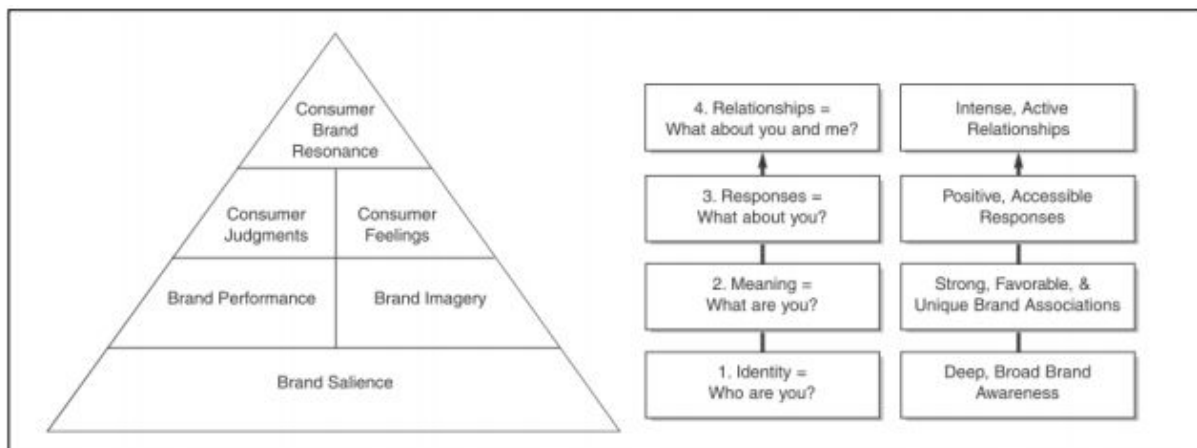 Consumer
Brand
Resonance
Consumer
Judgments
Consumer
Feelings
Brand Performance
Brand Imagery
Brand Salience
4. Relationships =
What about you and me?
3. Responses =
What about you?
2. Meaning =
What are you?
1. Identity =
Who are you?
Intense, Active
Relationships
Positive, Accessible
Responses
Strong, Favorable, &
Unique Brand Associations
Deep, Broad Brand
Awareness